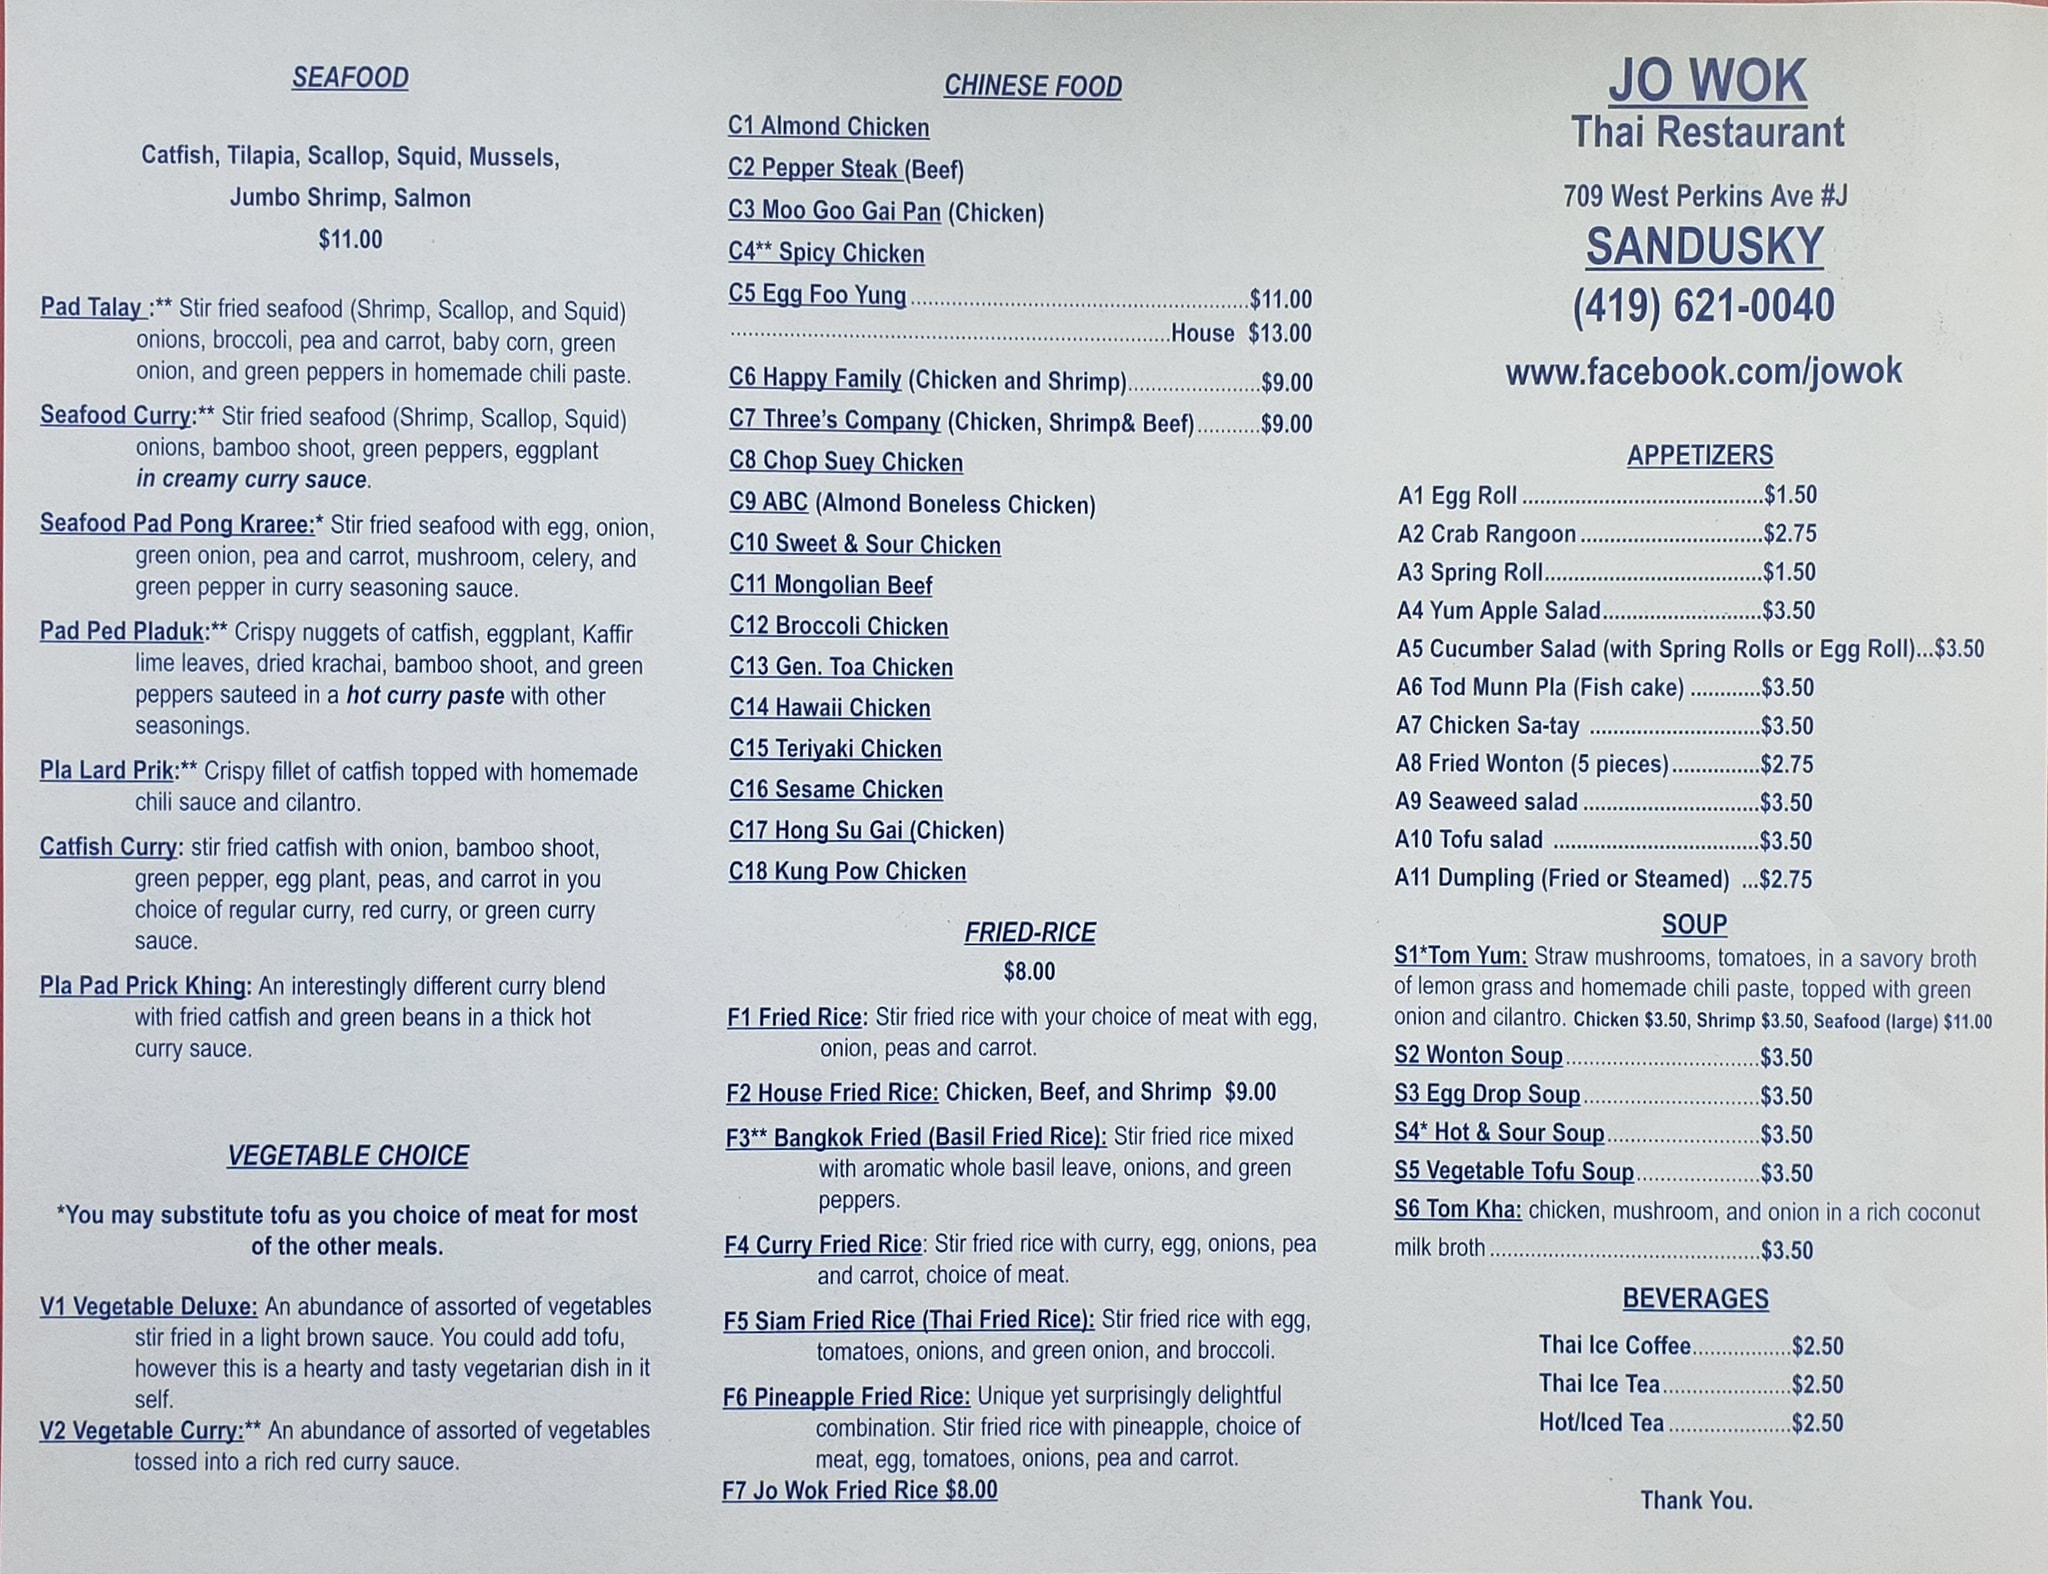 SEAFOOD
Catfish, Tilapia, Scallop, Squid, Mussels,
Jumbo Shrimp, Salmon
$11.00
Pad Talay :** Stir fried seafood (Shrimp, Scallop, and Squid)
onions, broccoli, pea and carrot, baby corn, green
onion, and green peppers in homemade chili paste.
Seafood Curry:** Stir fried seafood (Shrimp, Scallop, Squid)
onions, bamboo shoot, green peppers, eggplant
in creamy curry sauce.
Seafood Pad Pong Kraree:* Stir fried seafood with egg, onion,
green onion, pea and carrot, mushroom, celery, and
green pepper in curry seasoning sauce.
Pad Ped Pladuk:** Crispy nuggets of catfish, eggplant, Kaffir
lime leaves, dried krachai, bamboo shoot, and green
peppers sauteed in a hot curry paste with other
seasonings.
Pla Lard Prik:** Crispy fillet of catfish topped with homemade
chili sauce and cilantro.
Catfish Curry: stir fried catfish with onion, bamboo shoot,
green pepper, egg plant, peas, and carrot in you
choice of regular curry, red curry, or green curry
sauce.
Pla Pad Prick Khing: An interestingly different curry blend
with fried catfish and green beans in a thick hot
curry sauce.
VEGETABLE CHOICE
*You may substitute tofu as you choice of meat for most
of the other meals.
V1 Vegetable Deluxe: An abundance of assorted of vegetables
stir fried in a light brown sauce. You could add tofu,
however this is a hearty and tasty vegetarian dish in it
self.
V2 Vegetable Curry:** An abundance of assorted of vegetables
tossed into a rich red curry sauce.
CHINESE FOOD
C1 Almond Chicken
C2 Pepper Steak (Beef)
C3 Moo Goo Gai Pan (Chicken)
C4** Spicy Chicken
C5 Egg Foo Yung..................................................$11.00
..................................................................House $13.00
C6 Happy Family (Chicken and Shrimp)......................$9.00
C7 Three's Company (Chicken, Shrimp& Beef)...........$9.00
C8 Chop Suey Chicken
C9 ABC (Almond Boneless Chicken)
C10 Sweet & Sour Chicken
C11 Mongolian Beef
C12 Broccoli Chicken
C13 Gen. Toa Chicken
C14 Hawaii Chicken
C15 Teriyaki Chicken
C16 Sesame Chicken
C17 Hong Su Gai (Chicken)
C18 Kung Pow Chicken
FRIED-RICE
$8.00
F1 Fried Rice: Stir fried rice with your choice of meat with egg,
onion, peas and carrot.
F2 House Fried Rice: Chicken, Beef, and Shrimp $9.00
F3** Bangkok Fried (Basil Fried Rice): Stir fried rice mixed
with aromatic whole basil leave, onions, and green
peppers.
F4 Curry Fried Rice: Stir fried rice with curry, egg, onions, pea
and carrot, choice of meat.
F5 Siam Fried Rice (Thai Fried Rice): Stir fried rice with egg,
tomatoes, onions, and green onion, and broccoli.
F6 Pineapple Fried Rice: Unique yet surprisingly delightful
combination. Stir fried rice with pineapple, choice of
meat, egg, tomatoes, onions, pea and carrot.
F7 Jo Wok Fried Rice $8.00
JO WOK
Thai Restaurant
709 West Perkins Ave #J
SANDUSKY
(419) 621-0040
www.facebook.com/jowok
APPETIZERS
A1 Egg Roll.........................................$1.50
A2 Crab Rangoon...............................$2.75
A3 Spring Roll.....................................$1.50
A4 Yum Apple Salad...........................$3.50
A5 Cucumber Salad (with Spring Rolls or Egg Roll)...$3.50
A6 Tod Munn Pla (Fish cake) ............$3.50
A7 Chicken Sa-tay .............................$3.50
A8 Fried Wonton (5 pieces)...............$2.75
A9 Seaweed salad ..............................$3.50
A10 Tofu salad ...................................$3.50
A11 Dumpling (Fried or Steamed) ...$2.75
SOUP
S1*Tom Yum: Straw mushrooms, tomatoes, in a savory broth
of lemon grass and homemade chili paste, topped with green
onion and cilantro. Chicken $3.50, Shrimp $3.50, Seafood (large) $11.00
S2 Wonton Soup.................................$3.50
S3 Egg Drop Soup..............................$3.50
S4* Hot & Sour Soup..........................$3.50
S5 Vegetable Tofu Soup.....................$3.50
S6 Tom Kha: chicken, mushroom, and onion in a rich coconut
milk broth..............................................$3.50
BEVERAGES
Thai Ice Coffee.................$2.50
Thai Ice Tea......................$2.50
Hot/Iced Tea.....................$2.50
Thank You.